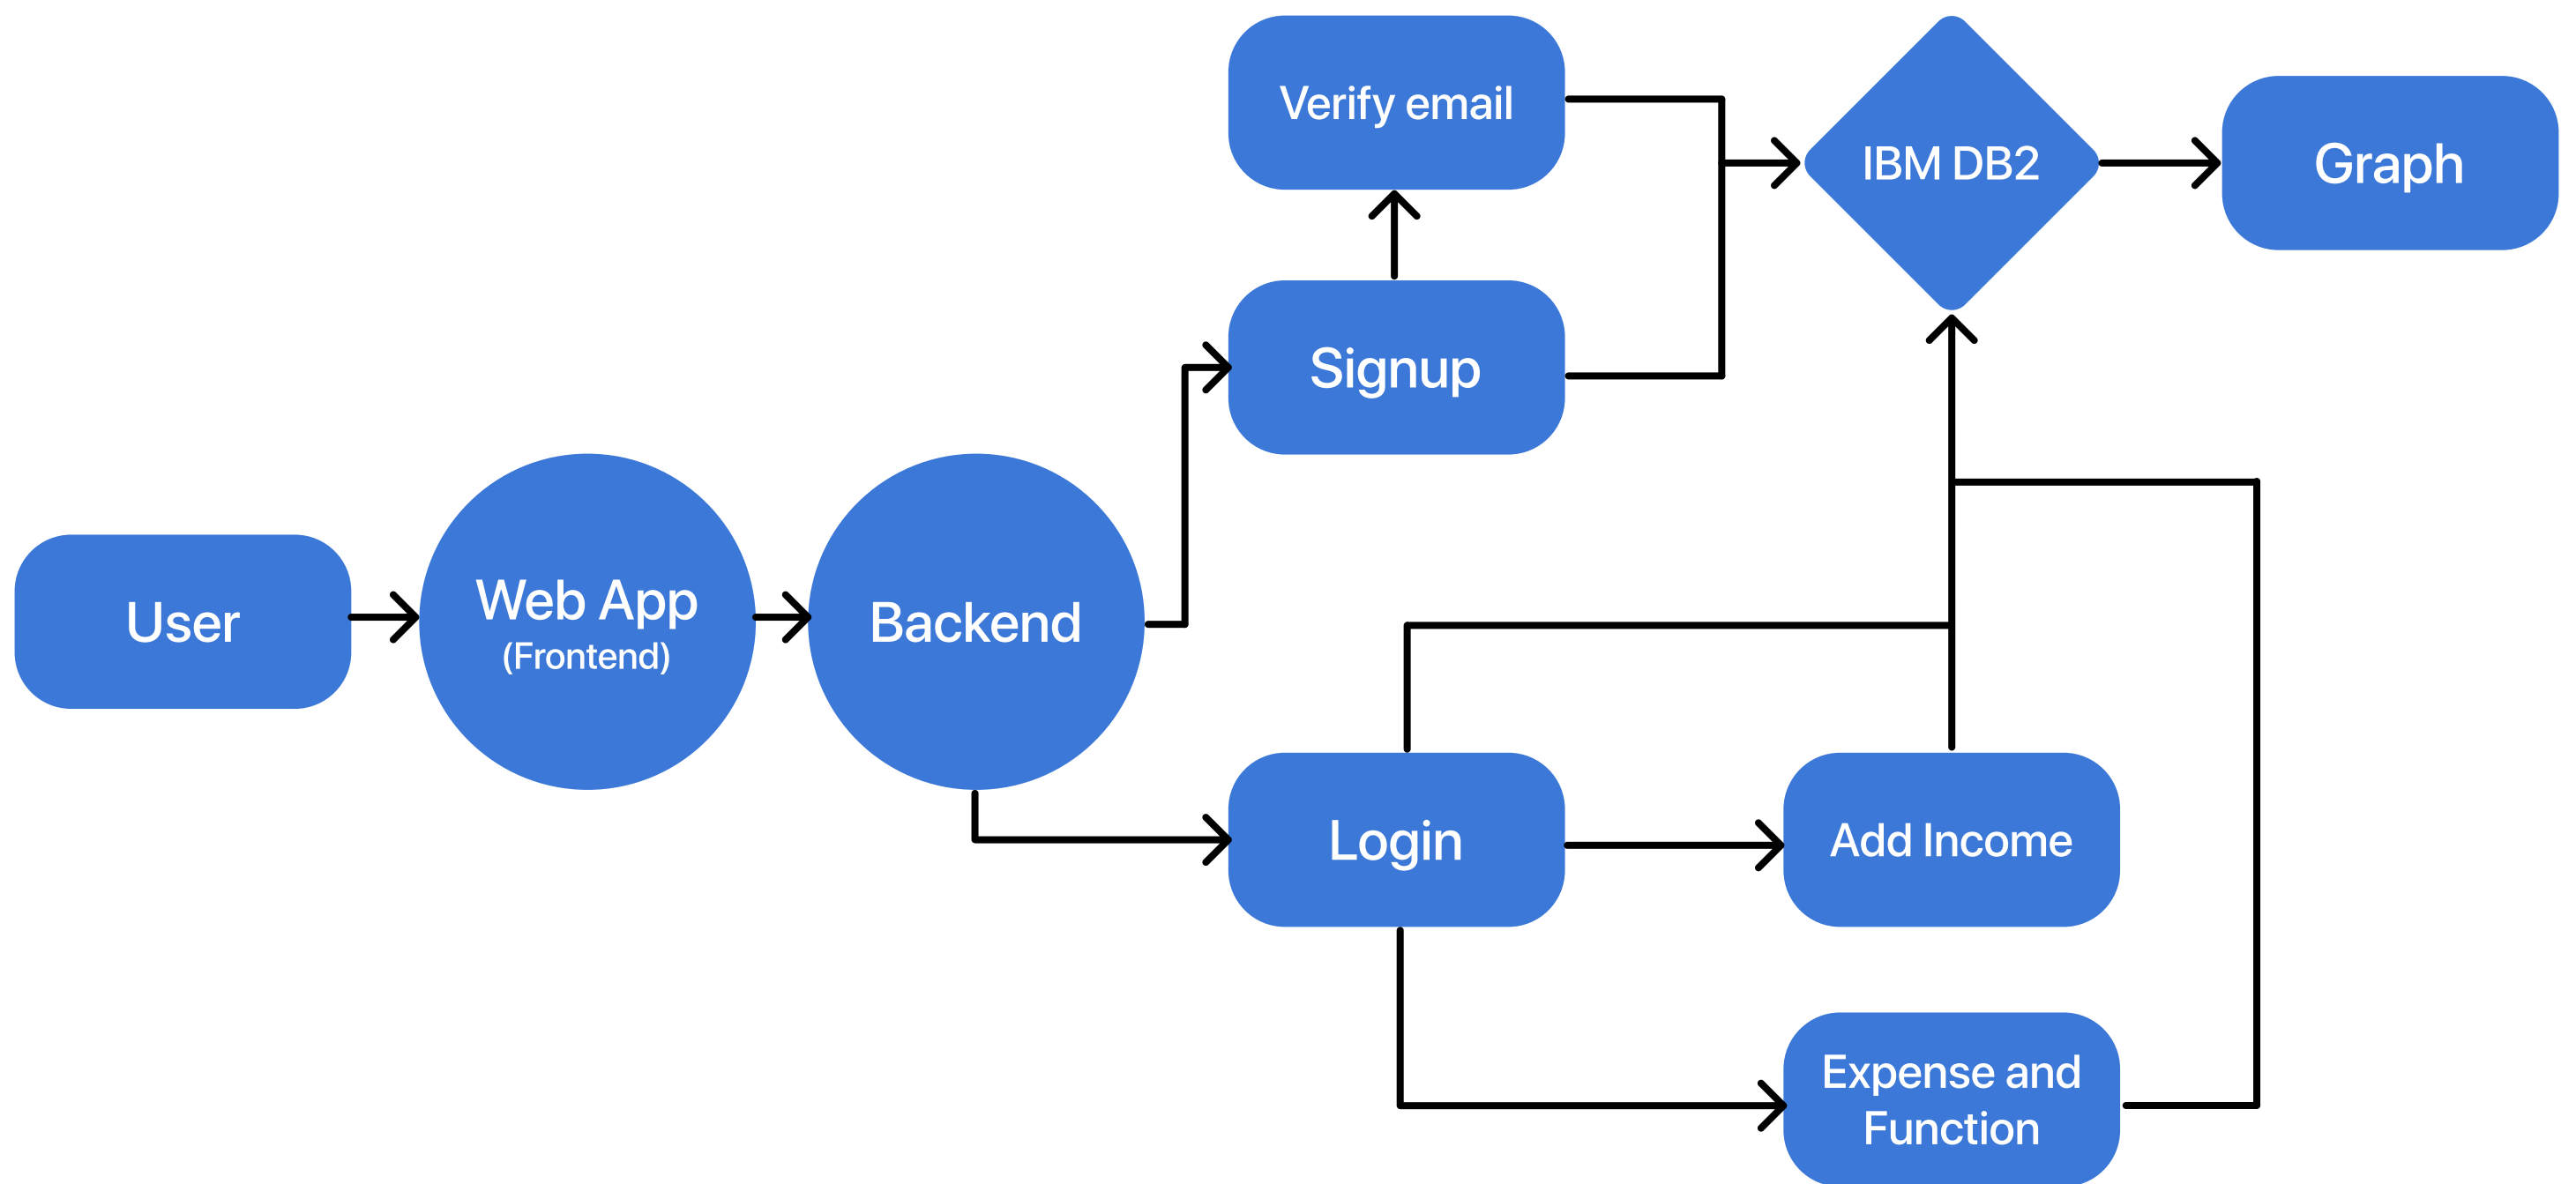 Verify email
IBM DB2
Graph
Signup
User
Web App
(Frontend)
Backend
Login
Add Income
Expense and
Function